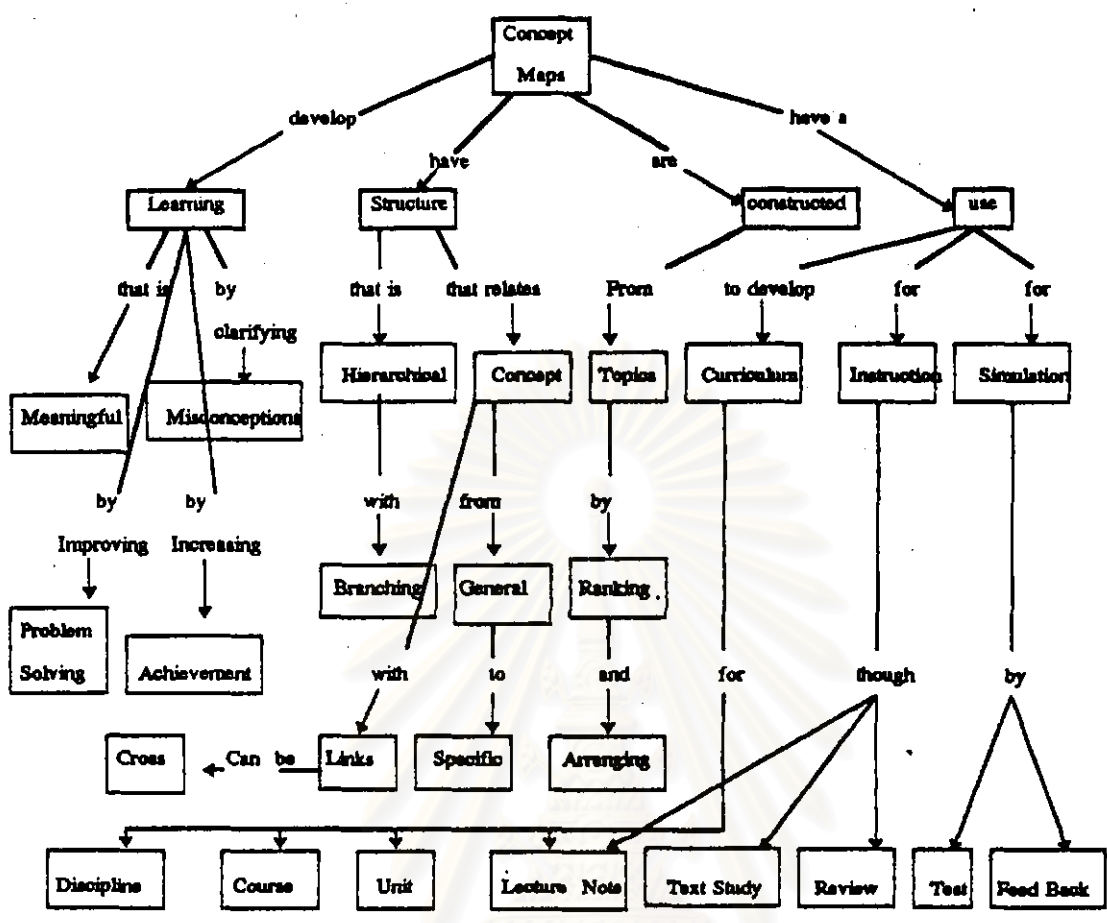 Concept
Maps
develop
have a
have
are
Learning
Structure
constructed
use
that is
by
that is
that relates
From
to develop
for
for
clarifying
Hierarchical
Concept
Topics
Curriculum
Instruction
Simulation
Meaningful
Misconceptions
by
by
with
from
by
Improving
Increasing
Branching
General
Ranking
Problem
Solving
Achievement
with
to
and
for
though
by
Cross
Can be
Links
Specific
Arranging
Discipline
Course
Unit
Lecture Note
Text Study
Review
Test
Feed Back